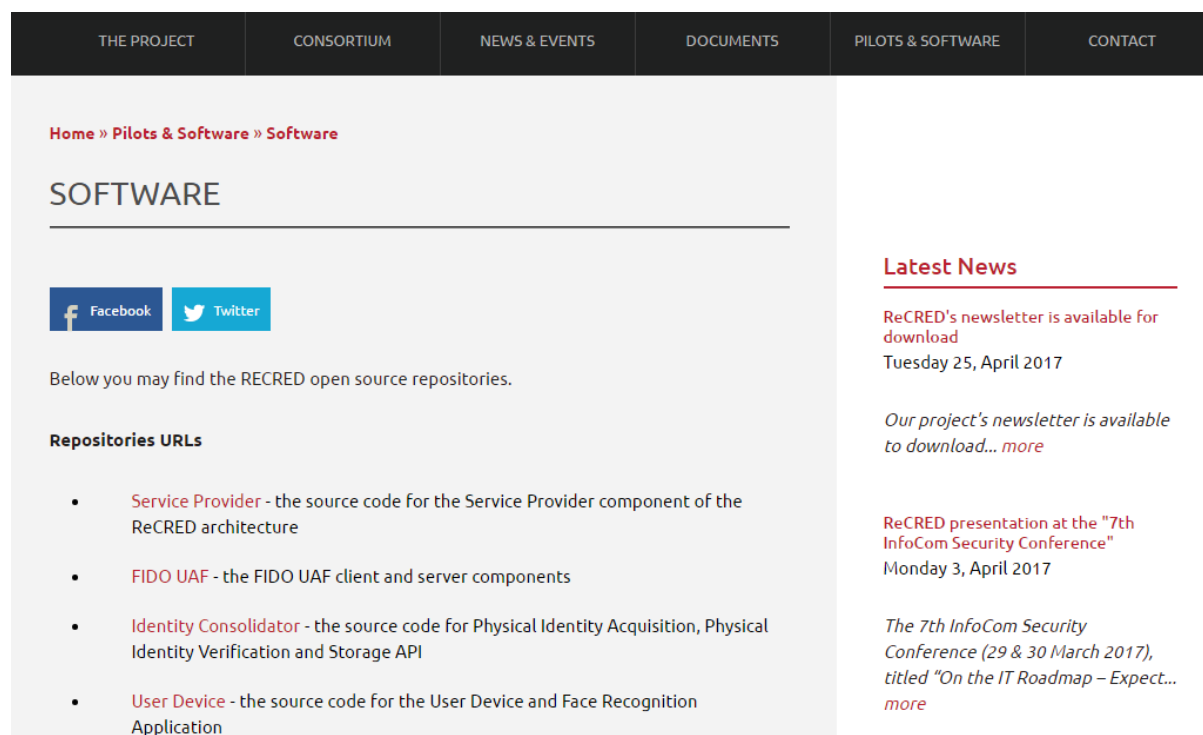 THE PROJECT
CONSORTIUM
NEWS & EVENTS
DOCUMENTS
PILOTS & SOFTWARE
CONTACT
Home » Pilots & Software » Software
SOFTWARE
Facebook
Twitter
Below you may find the RECRED open source repositories.
Repositories URLs
• Service Provider - the source code for the Service Provider component of the
ReCRED architecture
• FIDO UAF - the FIDO UAF client and server components
• Identity Consolidator - the source code for Physical Identity Acquisition, Physical
Identity Verification and Storage API
• User Device - the source code for the User Device and Face Recognition
Application
Latest News
ReCRED's newsletter is available for
download
Tuesday 25, April 2017
Our project's newsletter is available
to download... more
ReCRED presentation at the "7th
InfoCom Security Conference"
Monday 3, April 2017
The 7th InfoCom Security
Conference (29 & 30 March 2017),
titled “On the IT Roadmap – Expect...
more